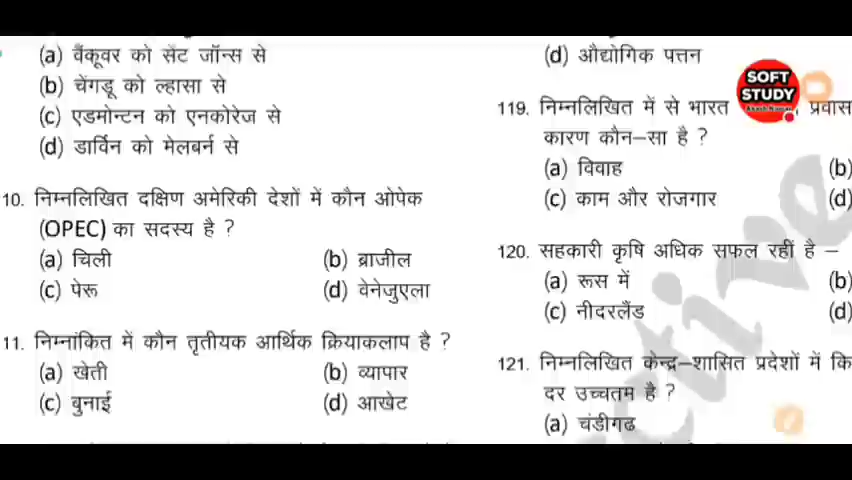 (a) वैंकूवर को सेंट जॉन्स से
(b) चेंगडू को ल्हासा से
(c) एडमोन्टन को एनकोरेज से
(d) डार्विन को मेलबर्न से
10. निम्नलिखित दक्षिण अमेरिकी देशों में कौन ओपेक
(OPEC) का सदस्य है ?
(a) चिली
(b) ब्राजील
(c) पेरू
(d) वेनेजुएला
11. निम्नांकित में कौन तृतीयक आर्थिक क्रियाकलाप है ?
(a) खेती
(b) व्यापार
(c) बुनाई
(d) आखेट
(d) औद्योगिक पत्तन
119. निम्नलिखित में से भारत प्रवास
कारण कौन–सा है ?
(a) विवाह
(b)
(c) काम और रोजगार
(d)
120. सहकारी कृषि अधिक सफल रहीं है –
(a) रूस में
(b)
(c) नीदरलैंड
(d)
121. निम्नलिखित केन्द्र–शासित प्रदेशों में कि
दर उच्चतम है ?
(a) चंडीगढ
SOFT
STUDY